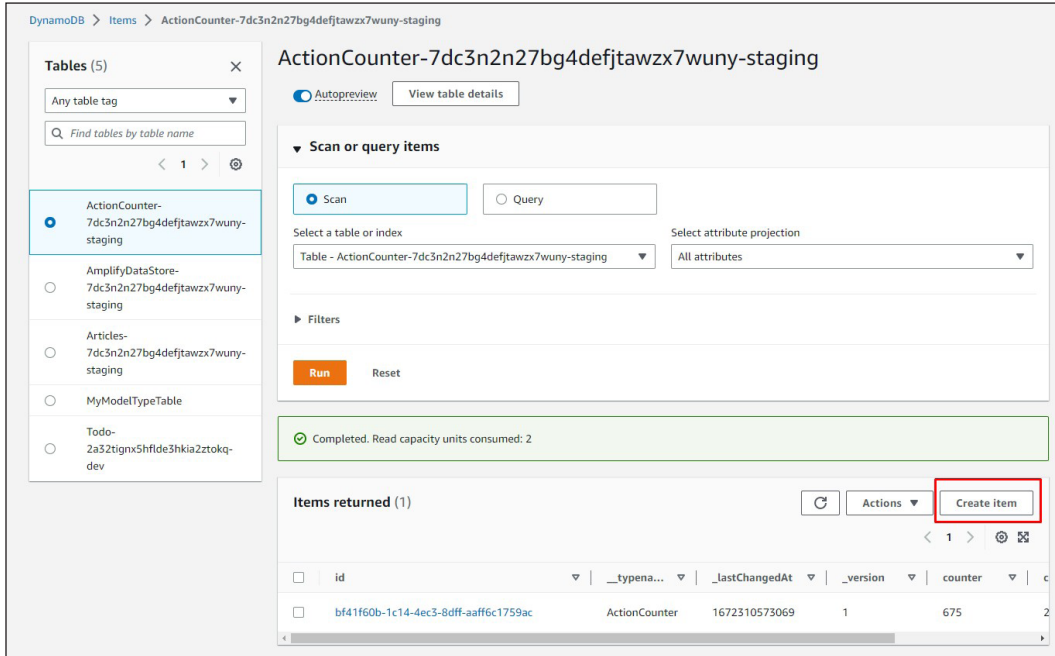 DynamoDB > Items > ActionCounter-7dc3n2n27bg4defjtawzx7wuny-staging
Tables (5)
Any table tag
Find tables by table name
1
ActionCounter-
7dc3n2n27bg4defjtawzx7wuny-
staging
AmplifyDataStore-
7dc3n2n27bg4defjtawzx7wuny-
staging
Articles-
7dc3n2n27bg4defjtawzx7wuny-
staging
MyModelTypeTable
Todo-
2a32tignx5hflde3hkia2ztokq-
dev
ActionCounter-7dc3n2n27bg4defjtawzx7wuny-staging
Autopreview View table details
Scan or query items
Scan Query
Select a table or index Select attribute projection
Table - ActionCounter-7dc3n2n27bg4defjtawzx7wuny-staging All attributes
Filters
Run Reset
Completed. Read capacity units consumed: 2
Items returned (1) Actions Create item
1
id __typena... _lastChangedAt _version counter c
bf41f60b-1c14-4ec3-8dff-aaff6c1759ac ActionCounter 1672310573069 1 675 2